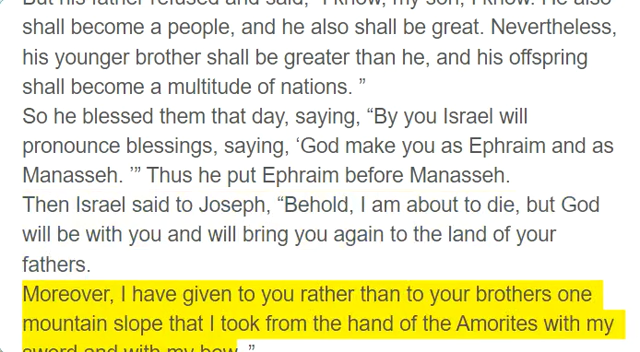 But his father refused and said, “I know, my son, I know. He also
shall become a people, and he also shall be great. Nevertheless,
his younger brother shall be greater than he, and his offspring
shall become a multitude of nations. ”
So he blessed them that day, saying, “By you Israel will
pronounce blessings, saying, ‘God make you as Ephraim and as
Manasseh. ’” Thus he put Ephraim before Manasseh.
Then Israel said to Joseph, “Behold, I am about to die, but God
will be with you and will bring you again to the land of your
fathers.
Moreover, I have given to you rather than to your brothers one
mountain slope that I took from the hand of the Amorites with my
sword and with my bow. ”